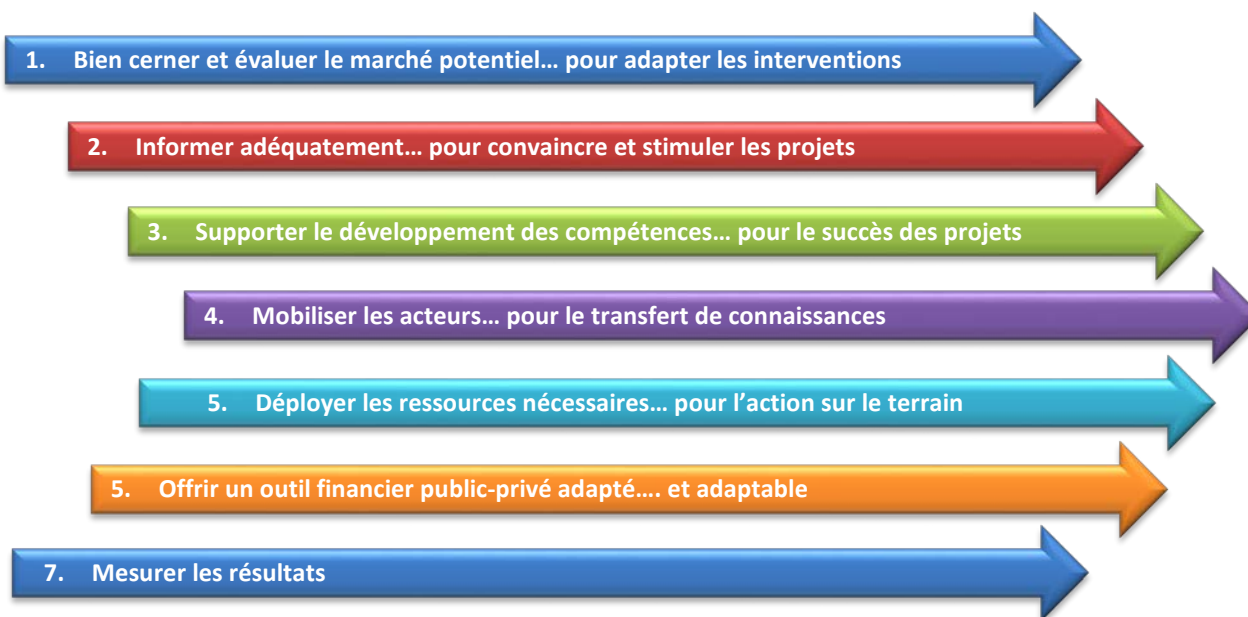 1. Bien cerner et évaluer le marché potentiel… pour adapter les interventions
2. Informer adéquatement… pour convaincre et stimuler les projets
3. Supporter le développement des compétences… pour le succès des projets
4. Mobiliser les acteurs… pour le transfert de connaissances
5. Déployer les ressources nécessaires… pour l’action sur le terrain
5. Offrir un outil financier public-privé adapté…. et adaptable
7. Mesurer les résultats